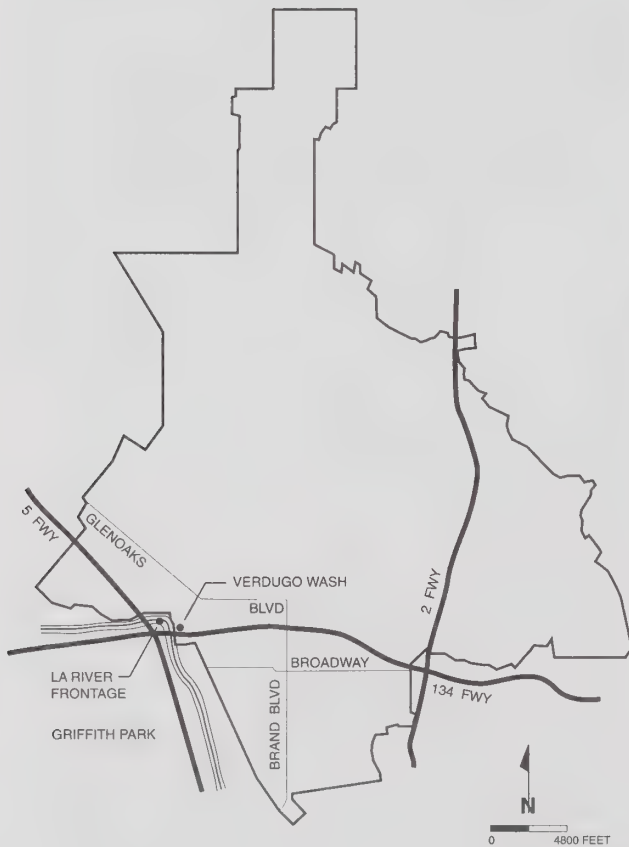 5 FWY
GLENOAKS
VERDUGO WASH
BLVD
2 FWY
BROADWAY
LA RIVER
FRONTAGE
134 FWY
BRAND BLVD
GRIFFITH PARK
N
0 4800 FEET